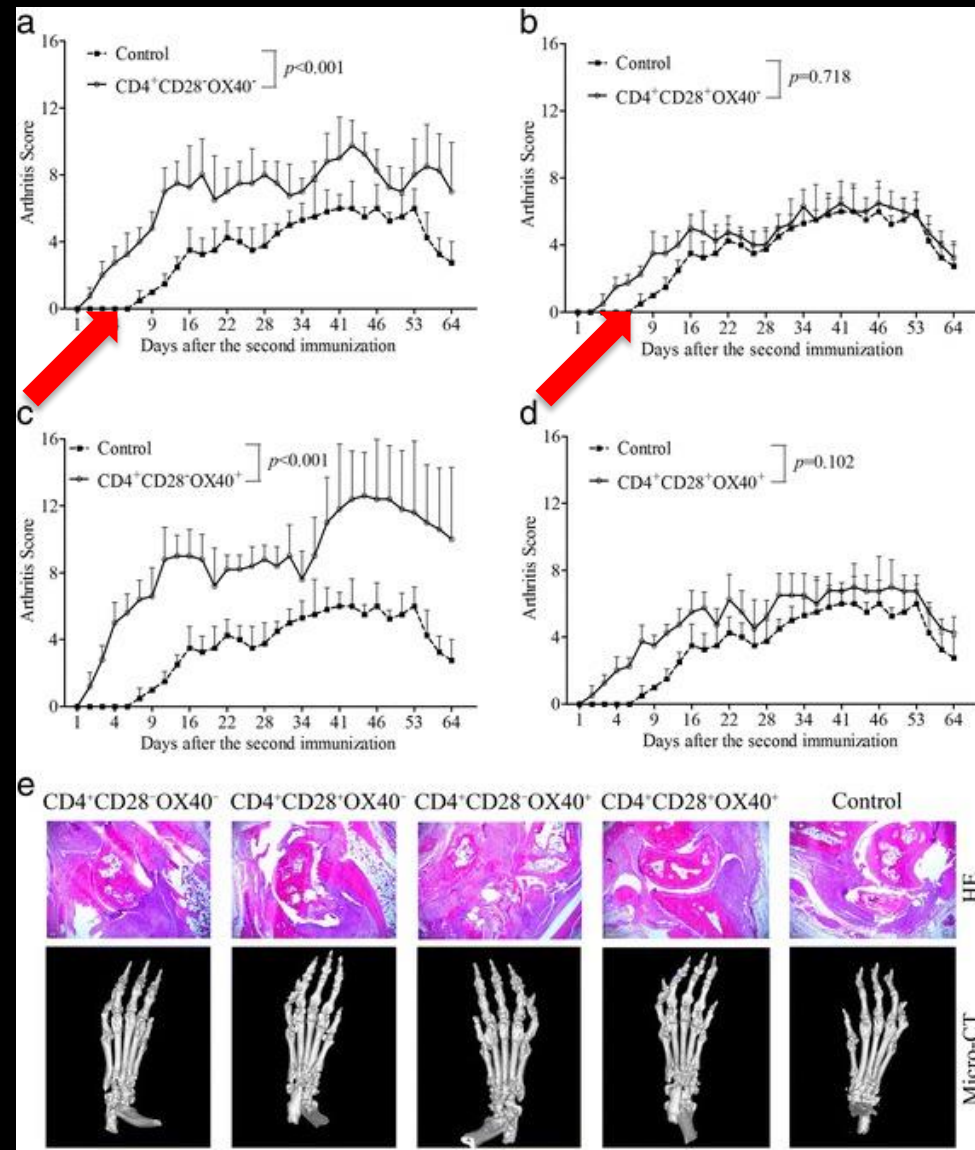 a
16
12
8
4
0
Control
CD4⁺CD28⁻OX40⁻
p<0.001
Arthritis Score
1 9 16 22 28 34 41 46 53 64
Days after the second immunization
b
16
12
8
4
0
Control
CD4⁺CD28⁺OX40⁻
p=0.718
Arthritis Score
1 4 9 16 22 28 34 41 46 53 64
Days after the second immunization
c
16
12
8
4
0
Control
CD4⁺CD28⁻OX40⁺
p<0.001
Arthritis Score
1 4 9 16 22 28 34 41 46 53 64
Days after the second immunization
d
16
12
8
4
0
Control
CD4⁺CD28⁺OX40⁺
p=0.102
Arthritis Score
1 4 9 16 22 28 34 41 46 53 64
Days after the second immunization
e
CD4⁺CD28⁻OX40⁻ CD4⁺CD28⁺OX40⁻ CD4⁺CD28⁻OX40⁺ CD4⁺CD28⁺OX40⁺ Control
HE
Micro-CT